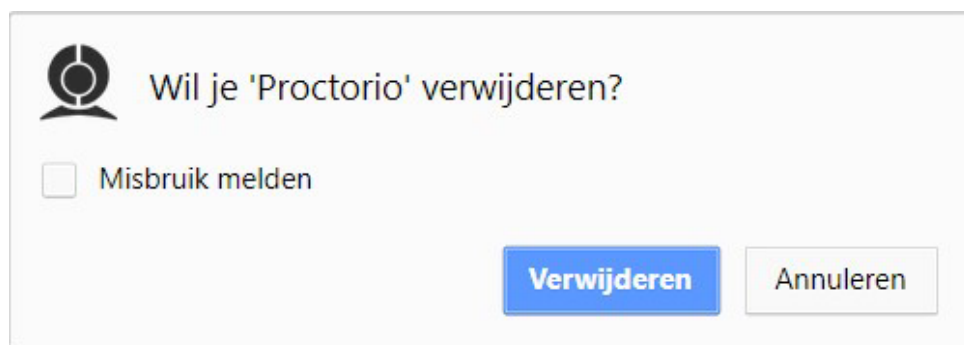 Wil je 'Proctorio' verwijderen?
Misbruik melden
Verwijderen
Annuleren